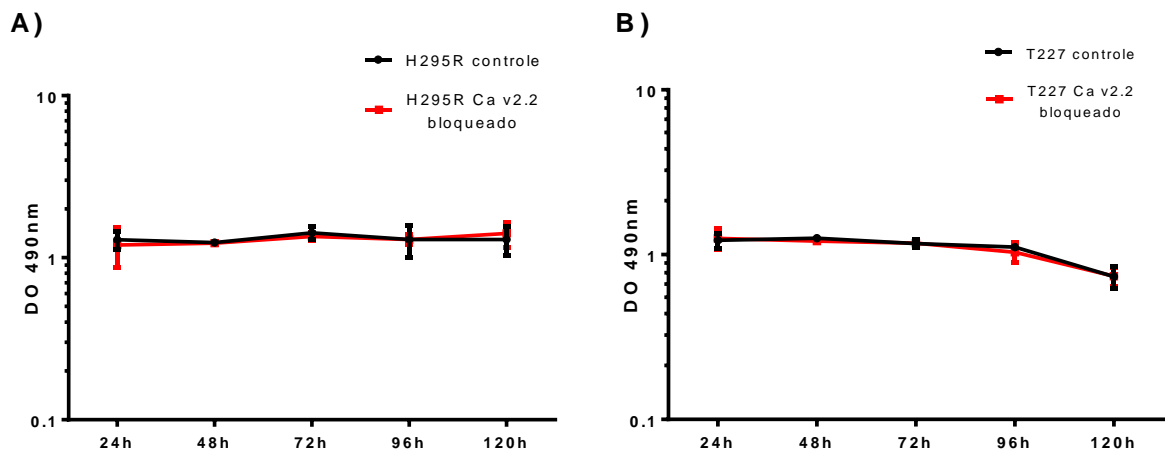 A)
H295R controle
H295R Ca v2.2
bloqueado
DO 490nm
10
1
0.1
24h 48h 72h 96h 120h
B)
T227 controle
T227 Ca v2.2
bloqueado
DO 490nm
10
1
0.1
24h 48h 72h 96h 120h